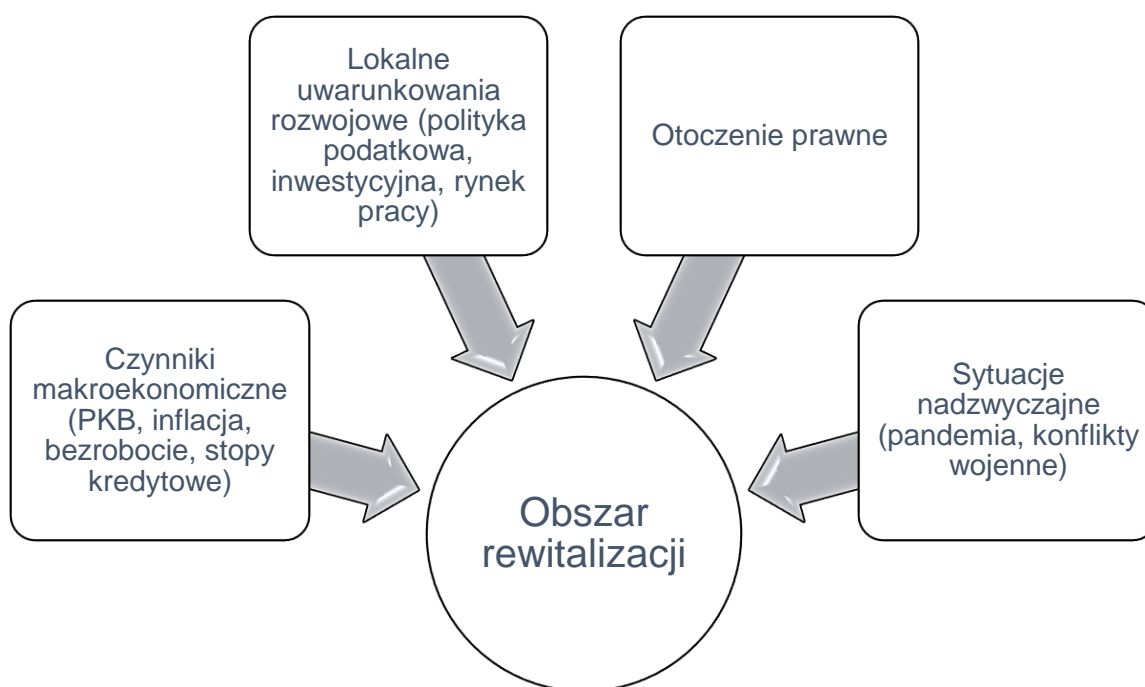 Lokalne
uwarunkowania
rozwojowe (polityka
podatkowa,
inwestycyjna, rynek
pracy)
Otoczenie prawne
Czynniki
makroekonomiczne
(PKB, inflacja,
bezrobocie, stopy
kredytowe)
Sytuacje
nadzwyczajne
(pandemia, konflikty
wojenne)
Obszar
rewitalizacji